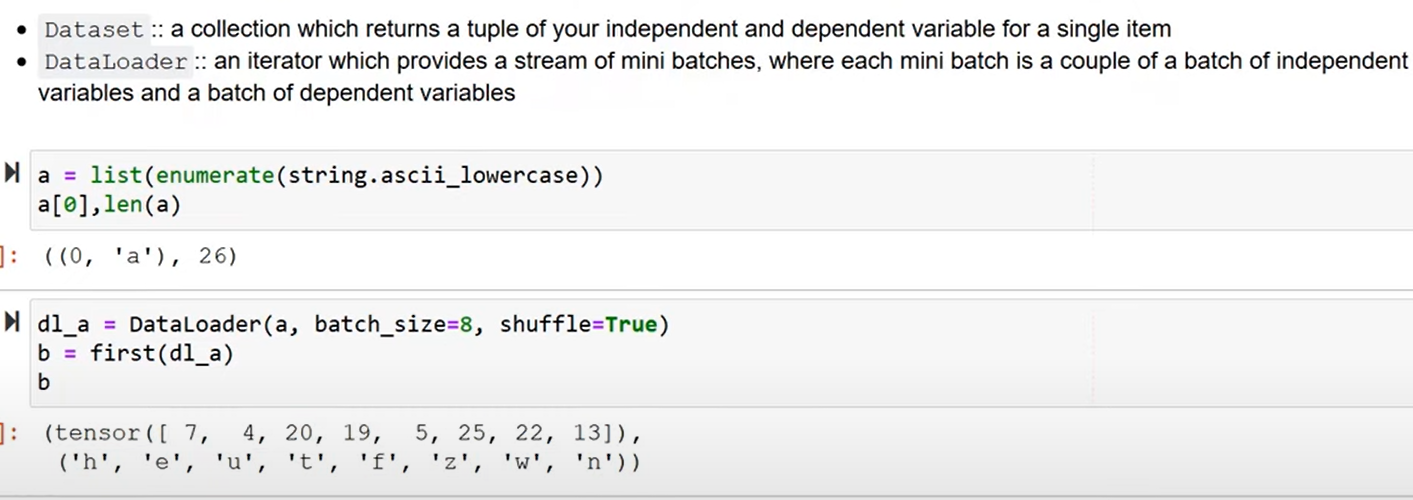 • Dataset :: a collection which returns a tuple of your independent and dependent variable for a single item
• DataLoader :: an iterator which provides a stream of mini batches, where each mini batch is a couple of a batch of independent
variables and a batch of dependent variables
a = list(enumerate(string.ascii_lowercase))
a[0],len(a)
]: ((0, 'a'), 26)
dl_a = DataLoader(a, batch_size=8, shuffle=True)
b = first(dl_a)
b
]: (tensor([ 7,  4, 20, 19,  5, 25, 22, 13]),
('h', 'e', 'u', 't', 'f', 'z', 'w', 'n'))